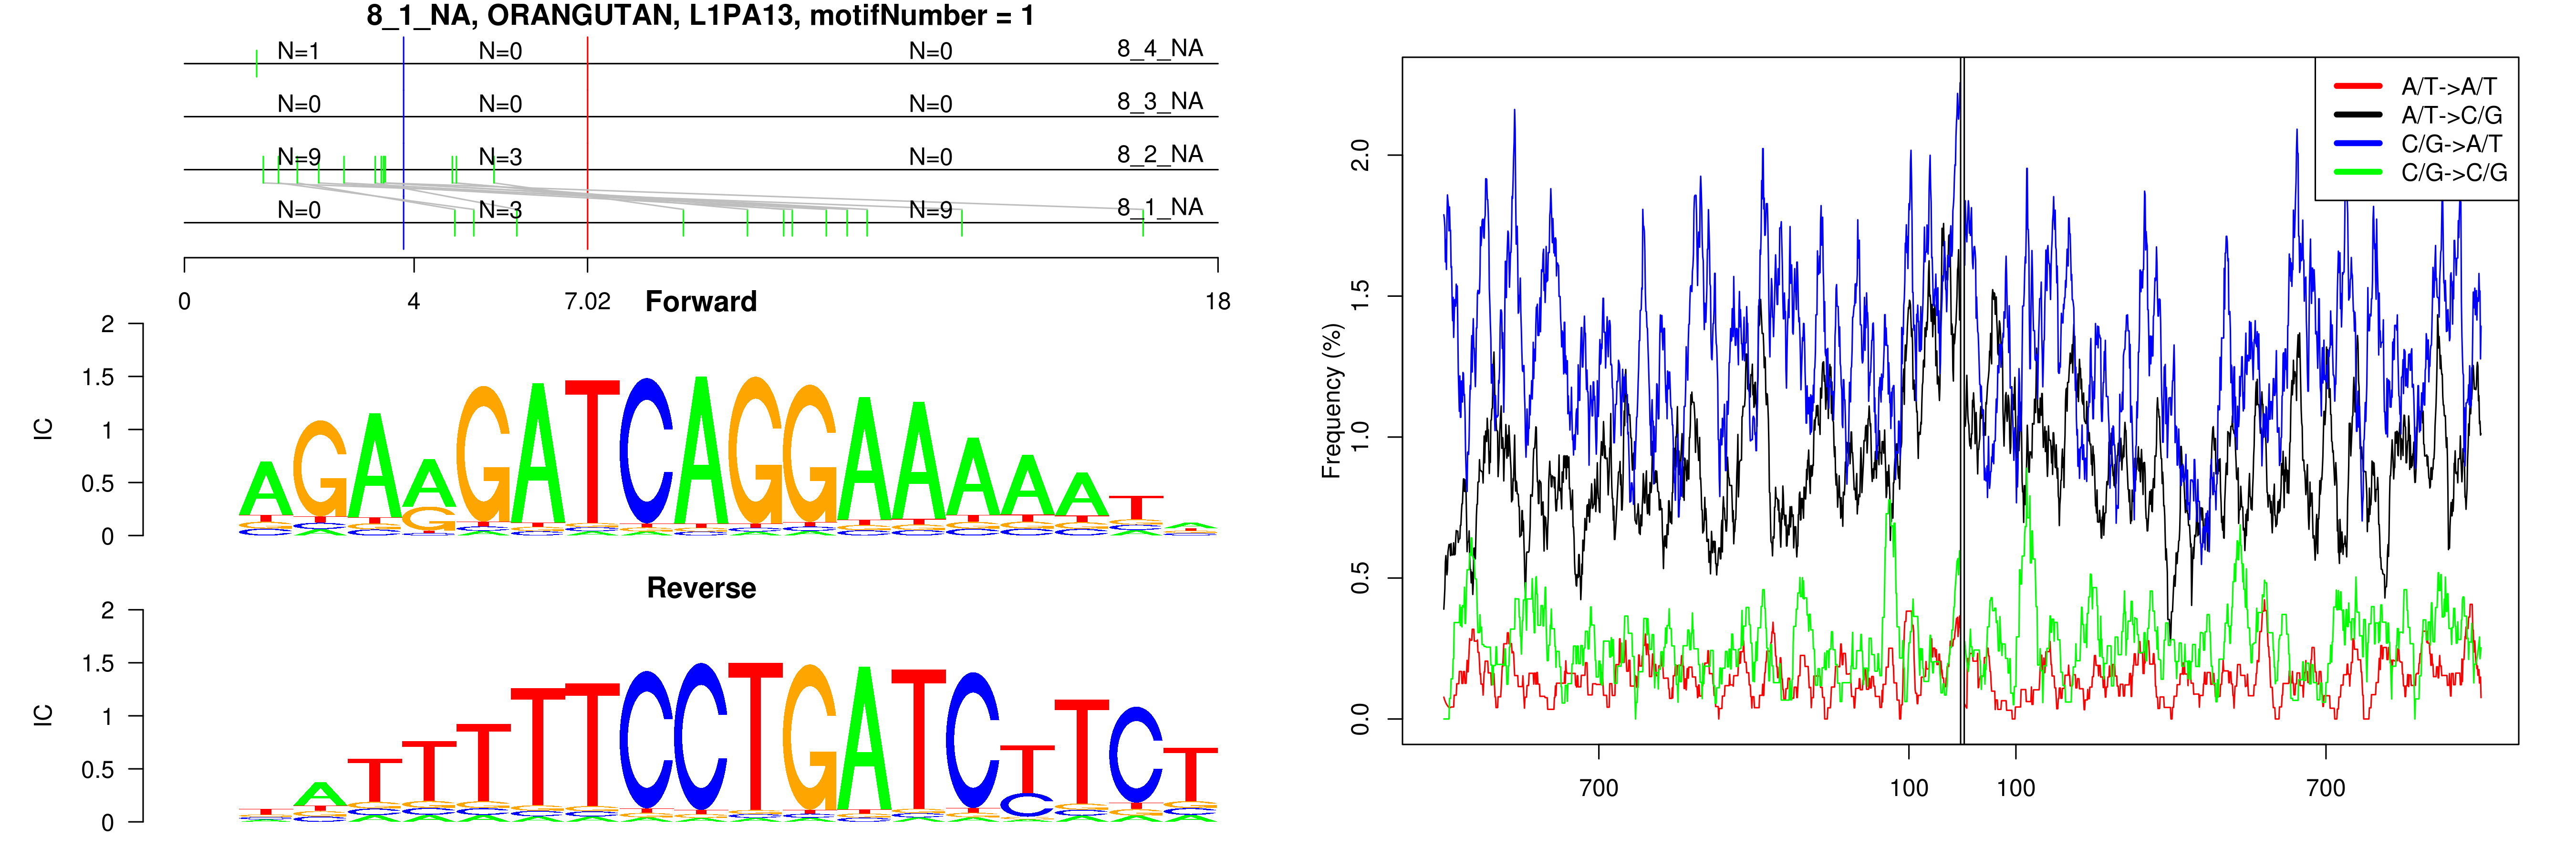 8_1_NA, ORANGUTAN, L1PA13, motifNumber = 1
N=1 N=0 N=0 8_4_NA
N=0 N=0 N=0 8_3_NA
N=9 N=3 N=0 8_2_NA
N=0 N=3 N=9 8_1_NA
0 4 7.02 18
Forward
IC
2
1.5
1
0.5
0
AGAAGATCAGGAAAAATA
G
Reverse
IC
2
1.5
1
0.5
0
TATTTTTCCTGATCTTCT
C
Frequency (%)
2.0
1.5
1.0
0.5
0.0
700 100 100 700
A/T->A/T
A/T->C/G
C/G->A/T
C/G->C/G